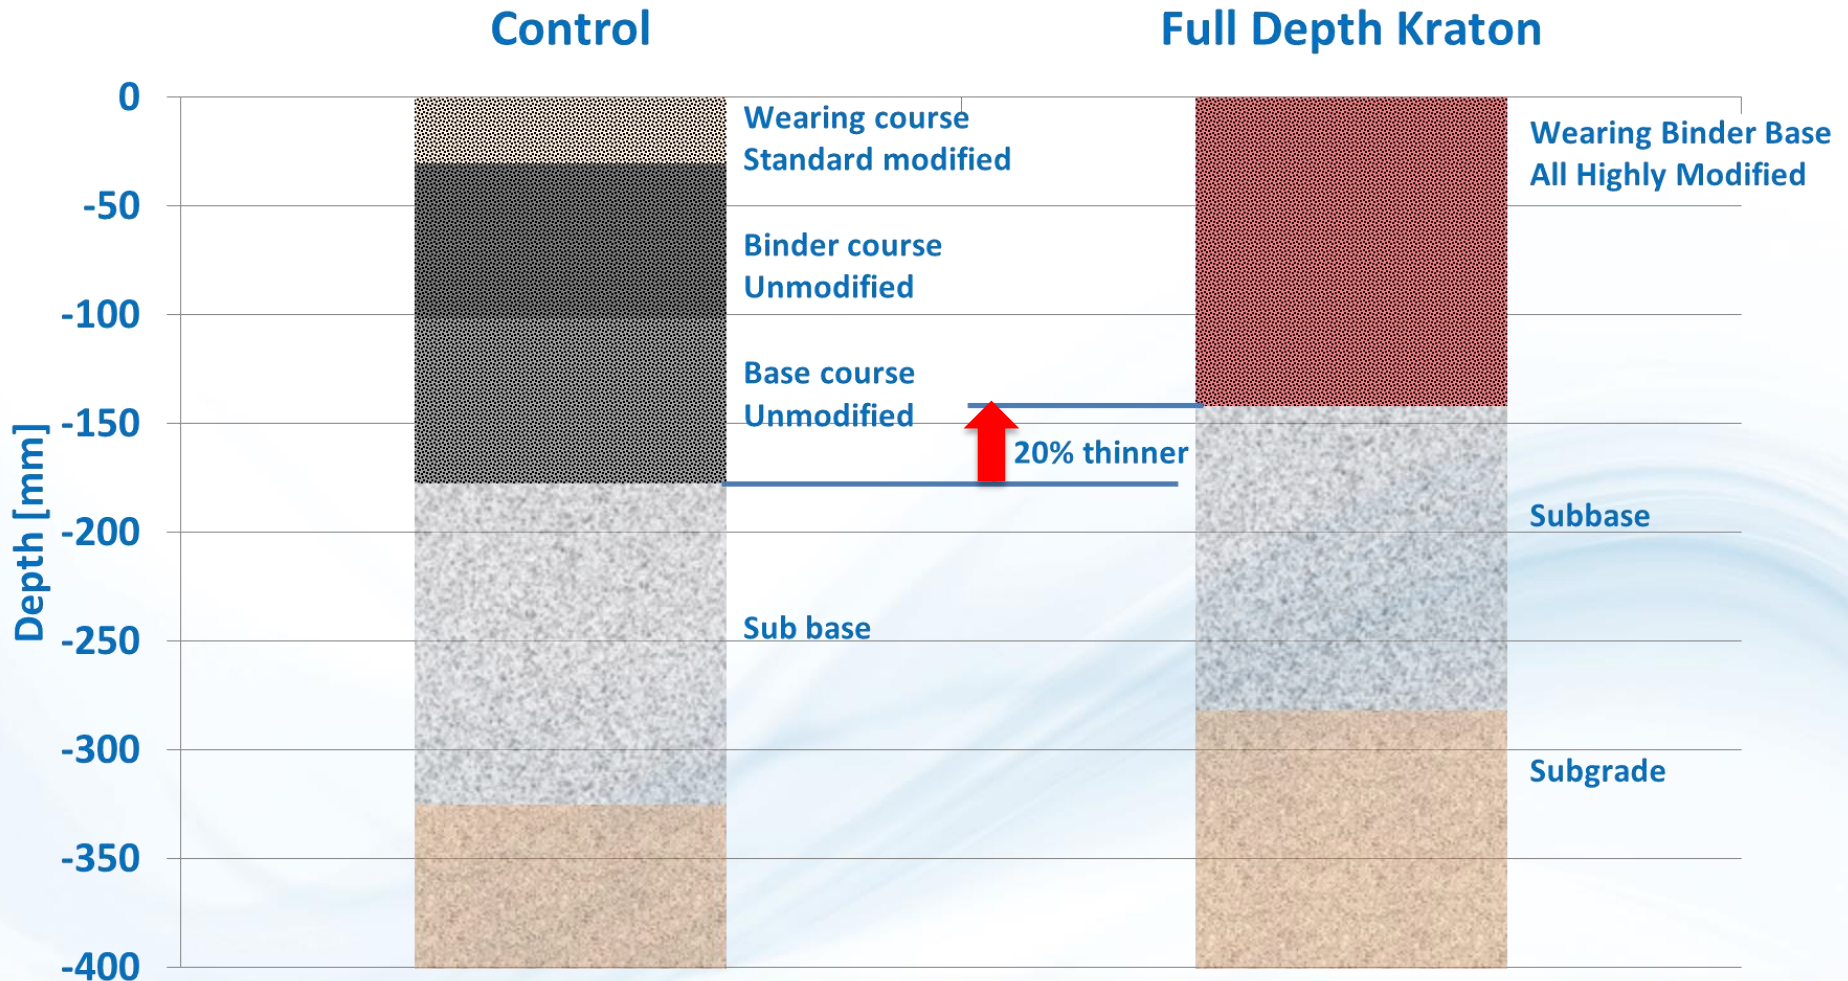 Control
Full Depth Kraton
0
-50
-100
-150
-200
-250
-300
-350
-400
Depth [mm]
Wearing course
Standard modified
Binder course
Unmodified
Base course
Unmodified
20% thinner
Sub base
Wearing Binder Base
All Highly Modified
Subbase
Subgrade